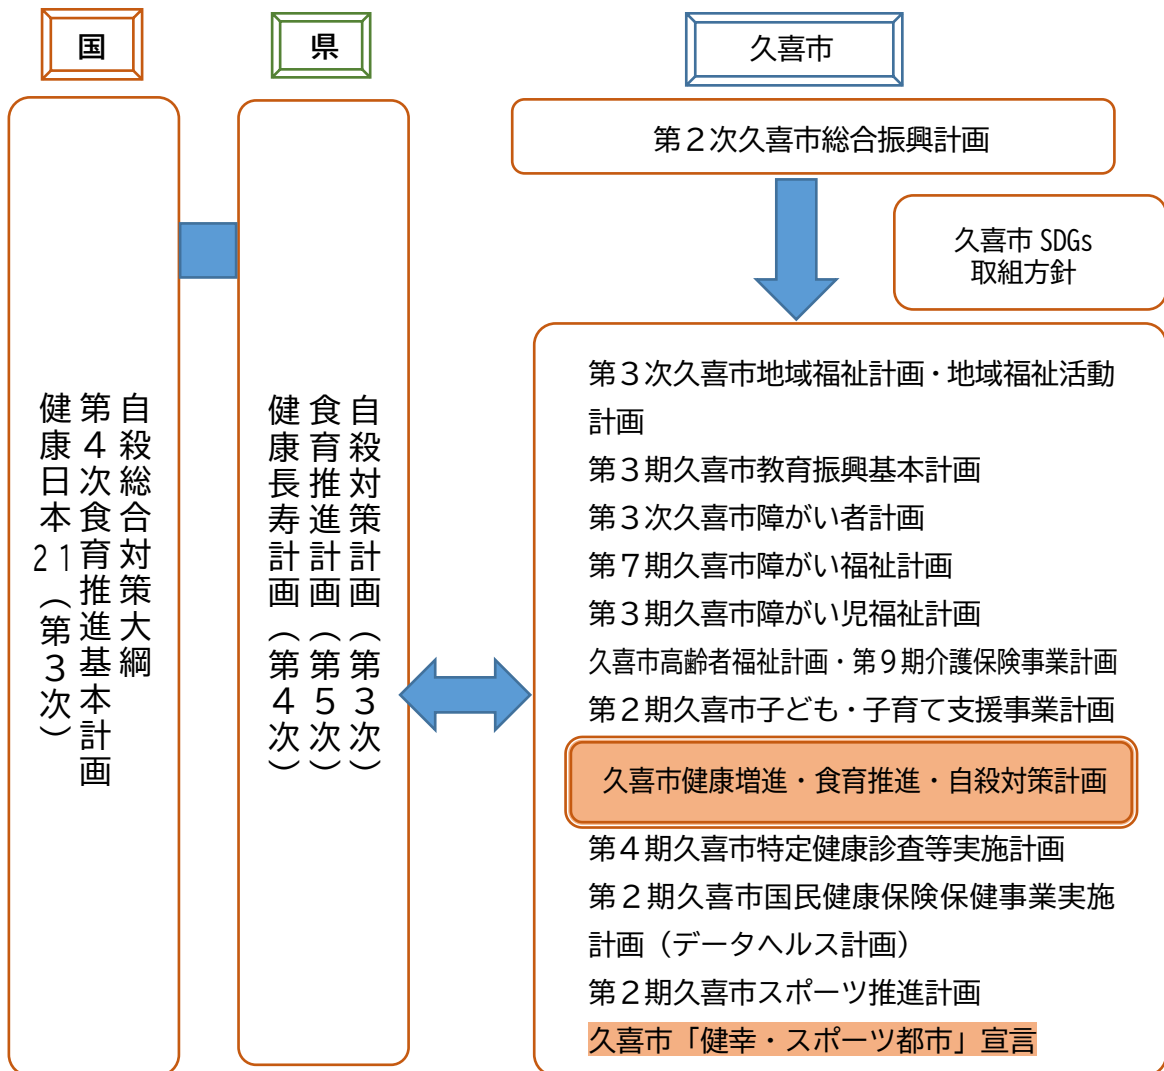 国
県
久喜市
自殺総合対策大綱
第４次食育推進基本計画
健康日本21（第３次）
自殺対策計画（第３次）
食育推進計画（第５次）
健康長寿計画（第４次）
第２次久喜市総合振興計画
久喜市 SDGs
取組方針
第３次久喜市地域福祉計画・地域福祉活動
計画
第３期久喜市教育振興基本計画
第３次久喜市障がい者計画
第７期久喜市障がい福祉計画
第３期久喜市障がい児福祉計画
久喜市高齢者福祉計画・第９期介護保険事業計画
第２期久喜市子ども・子育て支援事業計画
久喜市健康増進・食育推進・自殺対策計画
第４期久喜市特定健康診査等実施計画
第２期久喜市国民健康保険保健事業実施
計画（データヘルス計画）
第２期久喜市スポーツ推進計画
久喜市「健幸・スポーツ都市」宣言